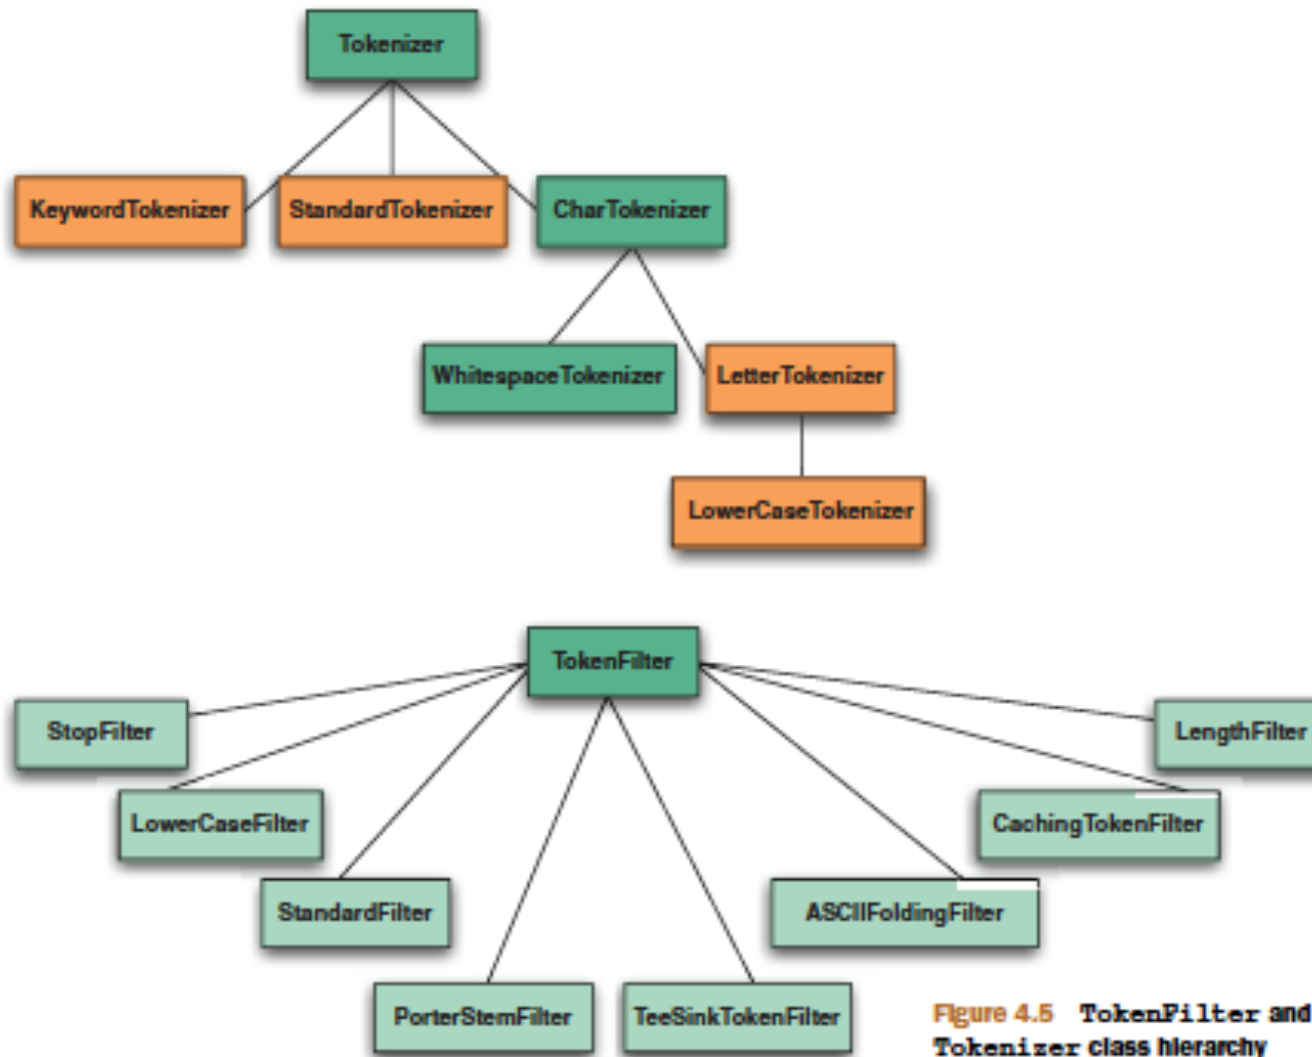 Tokenizer
KeywordTokenizer
StandardTokenizer
CharTokenizer
WhitespaceTokenizer
LetterTokenizer
LowerCaseTokenizer
TokenFilter
StopFilter
LengthFilter
LowerCaseFilter
CachingTokenFilter
StandardFilter
ASCIIFoldingFilter
PorterStemFilter
TeeSinkTokenFilter
Figure 4.5 TokenFilter and
Tokenizer class hierarchy